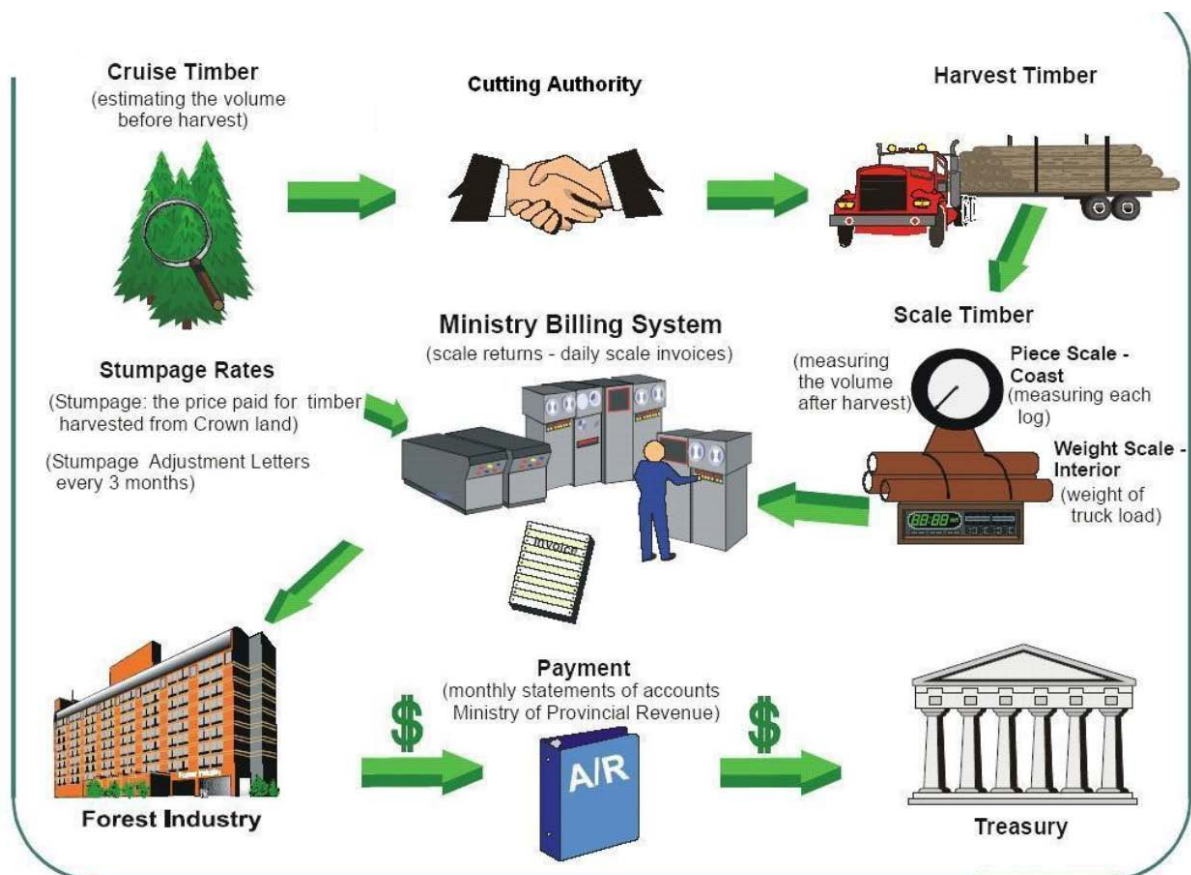 Cruise Timber
(estimating the volume
before harvest)
Cutting Authority
Harvest Timber
Ministry Billing System
(scale returns - daily scale invoices)
Scale Timber
(measuring
the volume
after harvest)
Piece Scale -
Coast
(measuring each
log)
Weight Scale -
Interior
(weight of
truck load)
Stumpage Rates
(Stumpage: the price paid for timber
harvested from Crown land)
(Stumpage Adjustment Letters
every 3 months)
88:88
Invoice
Forest Industry
$
Payment
(monthly statements of accounts
Ministry of Provincial Revenue)
A/R
$
Treasury